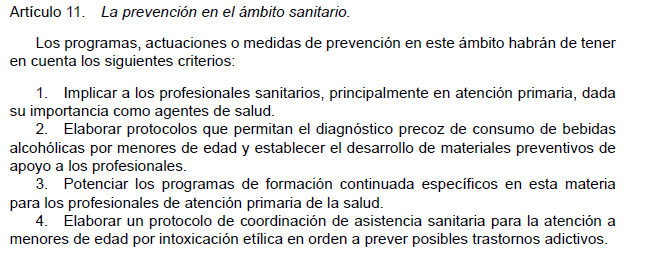 Artículo 11. La prevención en el ámbito sanitario.
Los programas, actuaciones o medidas de prevención en este ámbito habrán de tener
en cuenta los siguientes criterios:
1. Implicar a los profesionales sanitarios, principalmente en atención primaria, dada
su importancia como agentes de salud.
2. Elaborar protocolos que permitan el diagnóstico precoz de consumo de bebidas
alcohólicas por menores de edad y establecer el desarrollo de materiales preventivos de
apoyo a los profesionales.
3. Potenciar los programas de formación continuada específicos en esta materia
para los profesionales de atención primaria de la salud.
4. Elaborar un protocolo de coordinación de asistencia sanitaria para la atención a
menores de edad por intoxicación etílica en orden a prever posibles trastornos adictivos.